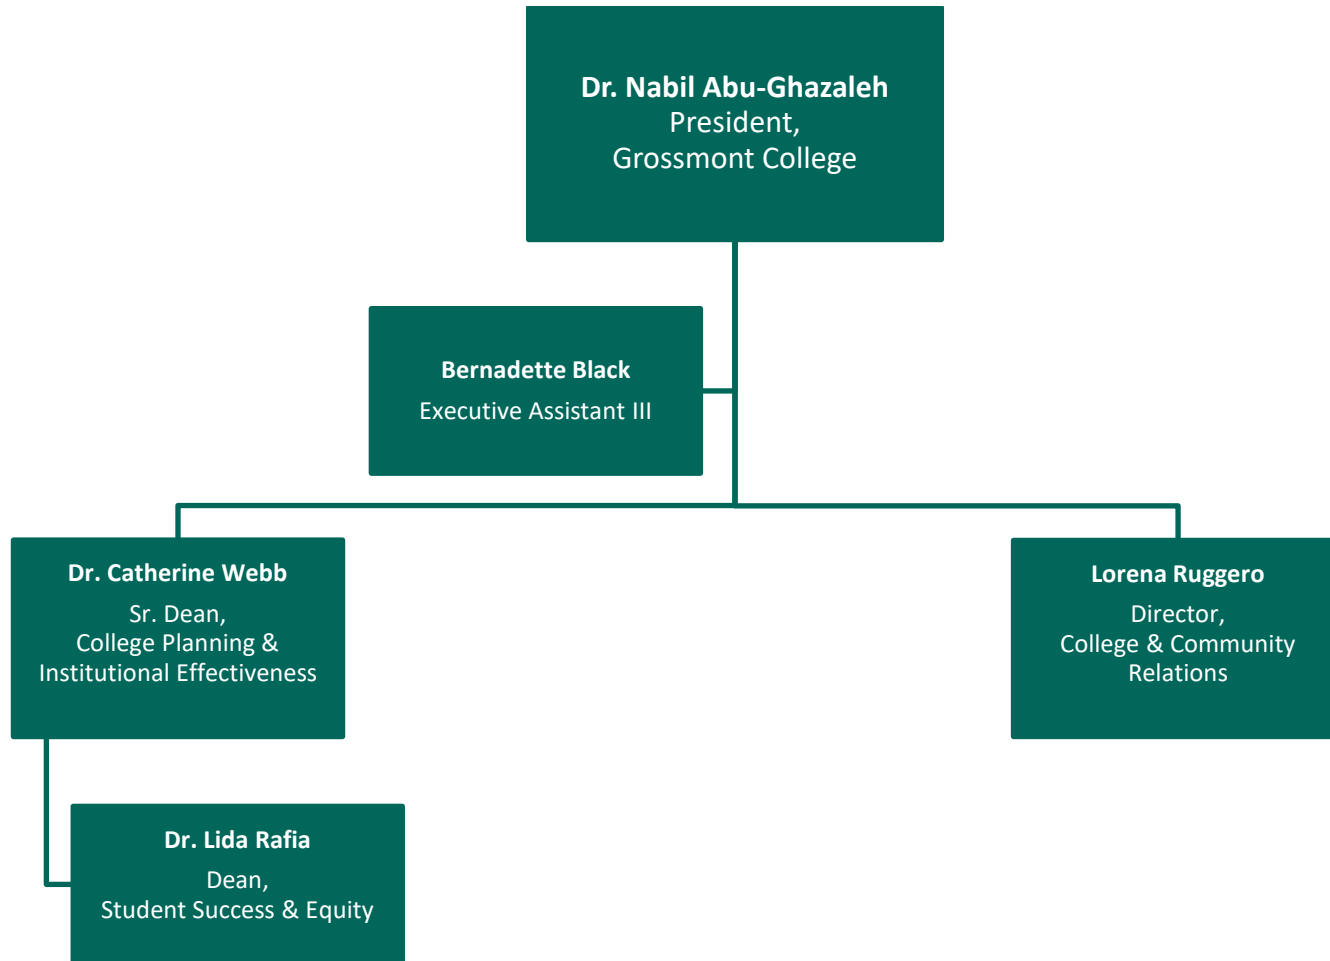 Dr. Nabil Abu-Ghazaleh
President,
Grossmont College
Bernadette Black
Executive Assistant III
Dr. Catherine Webb
Sr. Dean,
College Planning &
Institutional Effectiveness
Lorena Ruggero
Director,
College & Community
Relations
Dr. Lida Rafia
Dean,
Student Success & Equity